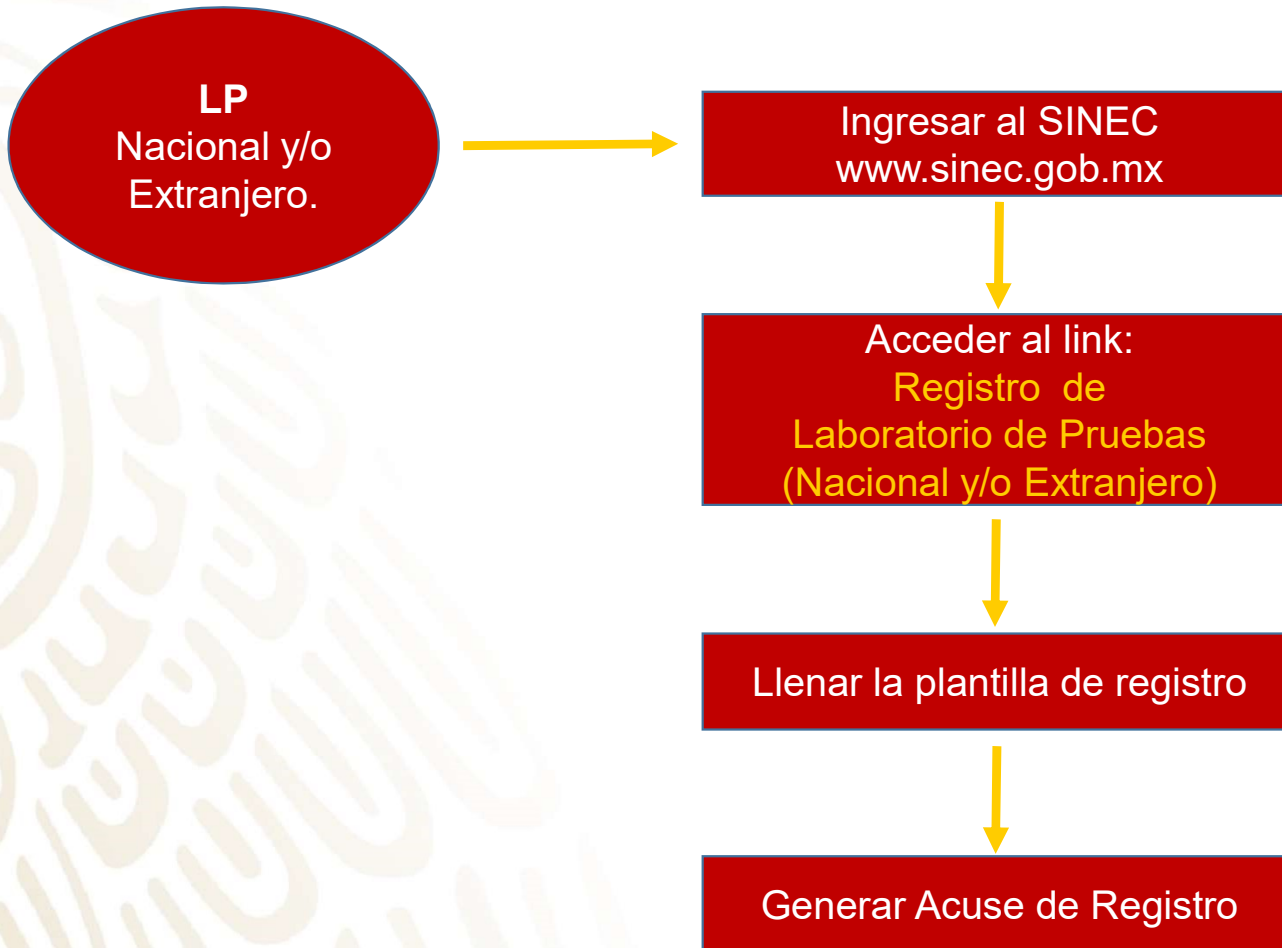 LP
Nacional y/o
Extranjero.
Ingresar al SINEC
www.sinec.gob.mx
Acceder al link:
Registro de
Laboratorio de Pruebas
(Nacional y/o Extranjero)
Llenar la plantilla de registro
Generar Acuse de Registro